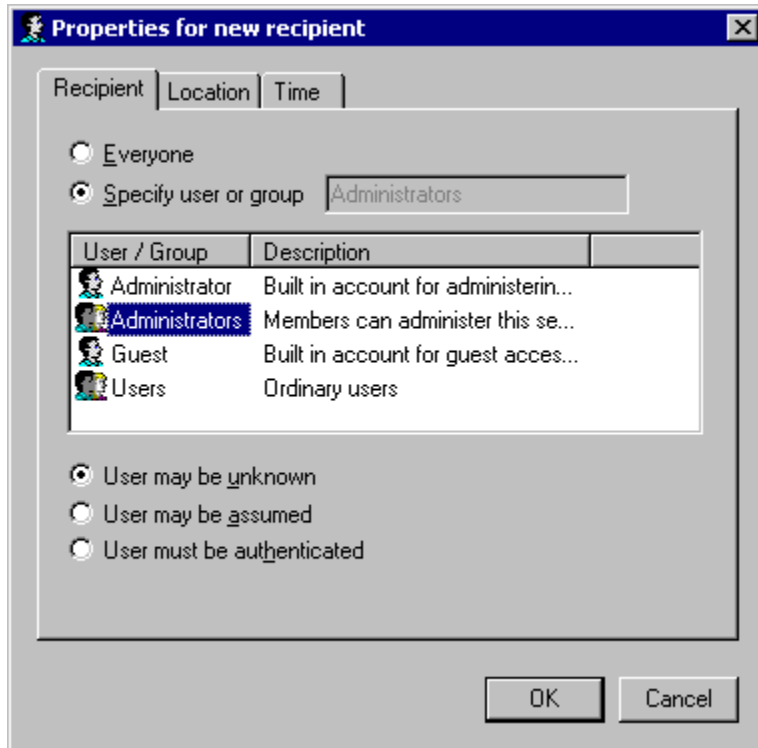 Properties for new recipient
Recipient Location Time
Everyone
Specify user or group Administrators
User / Group Description
Administrator Built in account for administerin...
Administrators Members can administer this se...
Guest Built in account for guest acces...
Users Ordinary users
User may be unknown
User may be assumed
User must be authenticated
OK Cancel